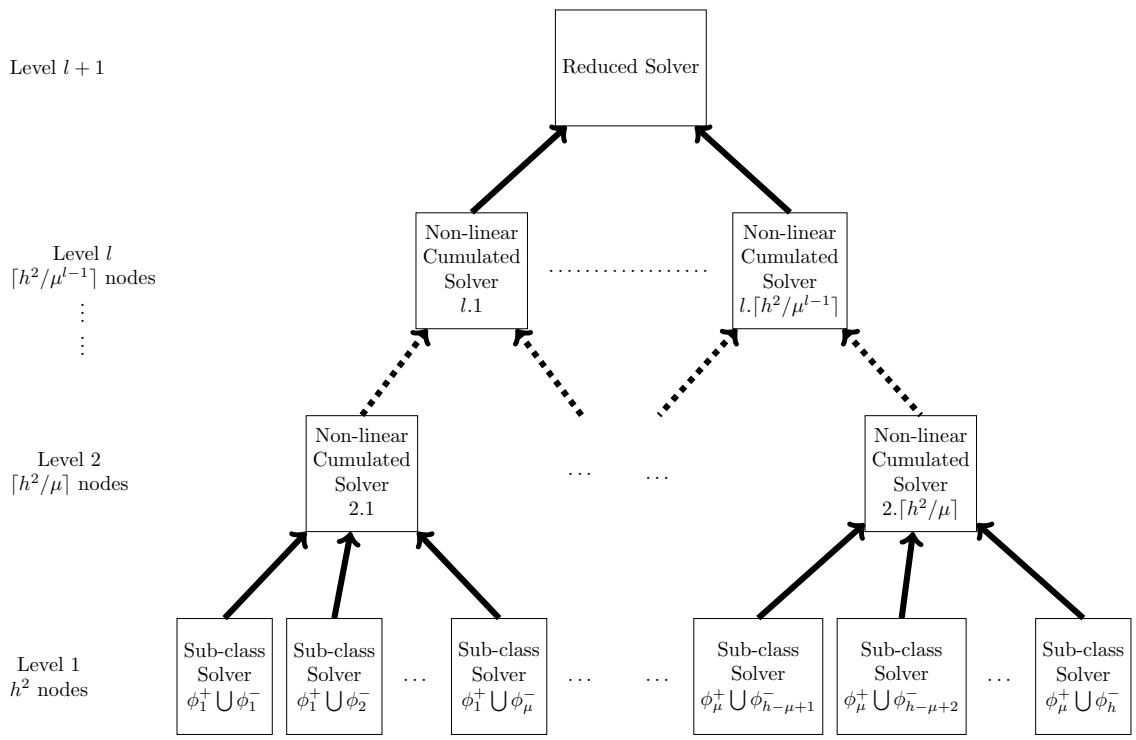 Level l + 1
Reduced Solver
Level l
⌈h²/μ^{l−1}⌉ nodes
⋮
⋮
Non-linear
Cumulated
Solver
l.1
..................
Non-linear
Cumulated
Solver
l.⌈h²/μ^{l−1}⌉
Level 2
⌈h²/μ⌉ nodes
Non-linear
Cumulated
Solver
2.1
...
...
Non-linear
Cumulated
Solver
2.⌈h²/μ⌉
Level 1
h² nodes
Sub-class
Solver
ϕ₁⁺ ⋃ ϕ₁⁻
Sub-class
Solver
ϕ₁⁺ ⋃ ϕ₂⁻
...
Sub-class
Solver
ϕ₁⁺ ⋃ ϕ_μ⁻
...
...
Sub-class
Solver
ϕ_μ⁺ ⋃ ϕ_{h−μ+1}⁻
Sub-class
Solver
ϕ_μ⁺ ⋃ ϕ_{h−μ+2}⁻
...
Sub-class
Solver
ϕ_μ⁺ ⋃ ϕ_h⁻